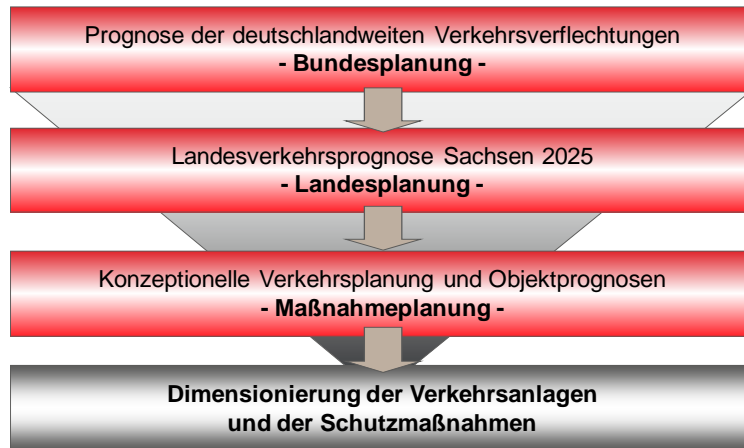 Prognose der deutschlandweiten Verkehrsverflechtungen
- Bundesplanung -
Landesverkehrsprognose Sachsen 2025
- Landesplanung -
Konzeptionelle Verkehrsplanung und Objektprognosen
- Maßnahmeplanung -
Dimensionierung der Verkehrsanlagen
und der Schutzmaßnahmen